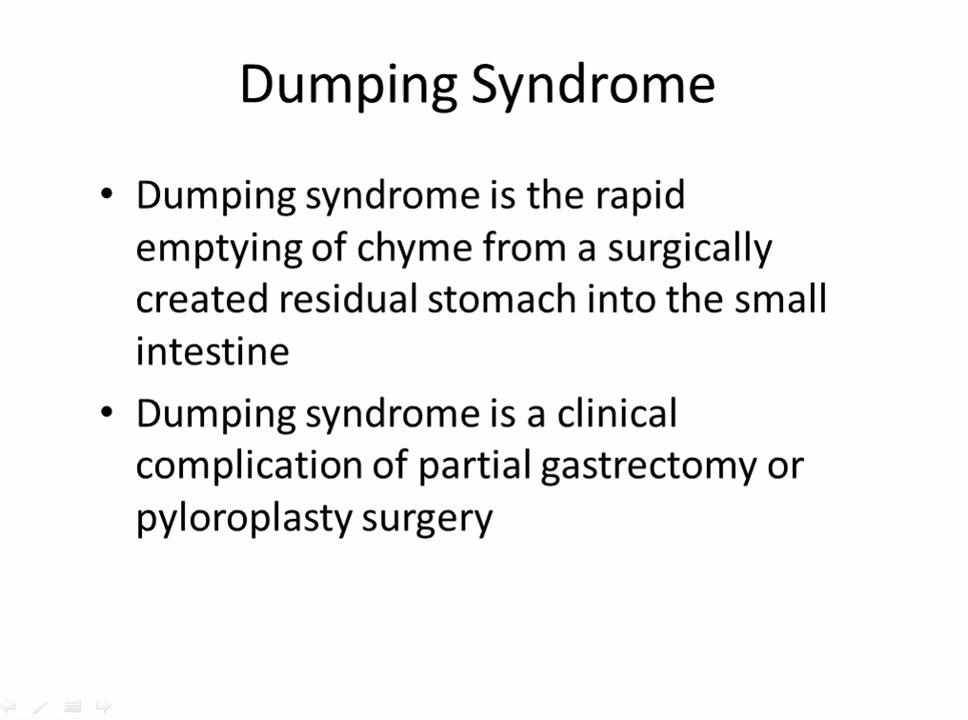 Dumping Syndrome
• Dumping syndrome is the rapid
emptying of chyme from a surgically
created residual stomach into the small
intestine
• Dumping syndrome is a clinical
complication of partial gastrectomy or
pyloroplasty surgery